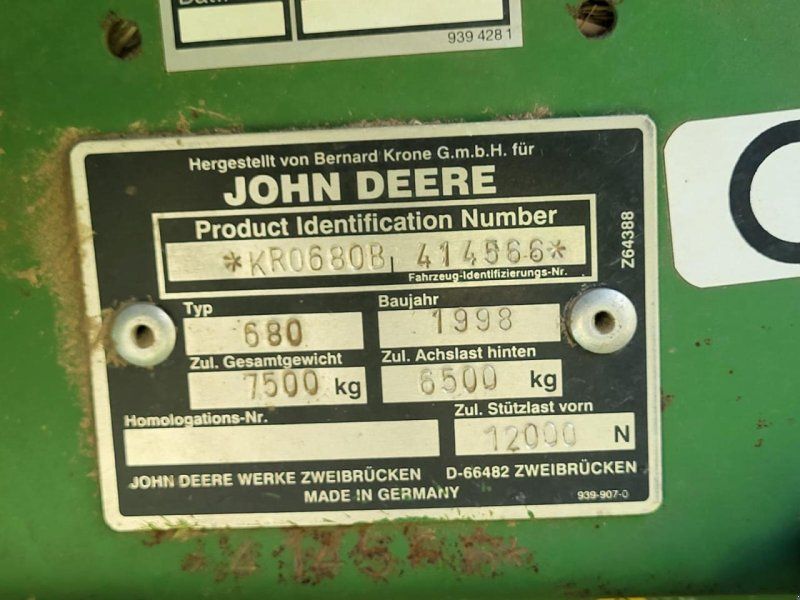 939 428 1
Hergestellt von Bernard Krone G.m.b.H. für
JOHN DEERE
Product Identification Number
*KR0680B 414566*
Fahrzeug-Identifizierungs-Nr.
Z64388
Typ Baujahr
680 1998
Zul. Gesamtgewicht Zul. Achslast hinten
7500 kg 6500 kg
Homologations-Nr. Zul. Stützlast vorn
12000 N
JOHN DEERE WERKE ZWEIBRÜCKEN D-66482 ZWEIBRÜCKEN
MADE IN GERMANY 939-907-0